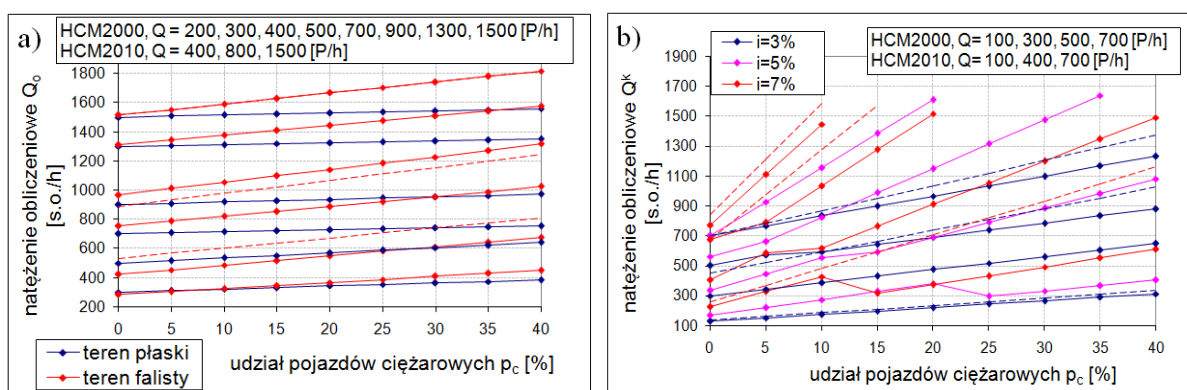 a)
HCM2000, Q = 200, 300, 400, 500, 700, 900, 1300, 1500 [P/h]
HCM2010, Q = 400, 800, 1500 [P/h]
natężenie obliczeniowe Qo
[s.o./h]
1800
1600
1400
1200
1000
800
600
400
200
0 5 10 15 20 25 30 35 40
teren płaski
teren falisty
udział pojazdów ciężarowych pc [%]
b)
i=3%
i=5%
i=7%
HCM2000, Q= 100, 300, 500, 700 [P/h]
HCM2010, Q= 100, 400, 700 [P/h]
natężenie obliczeniowe Qk
[s.o./h]
1900
1700
1500
1300
1100
900
700
500
300
100
0 5 10 15 20 25 30 35 40
udział pojazdów ciężarowych pc [%]